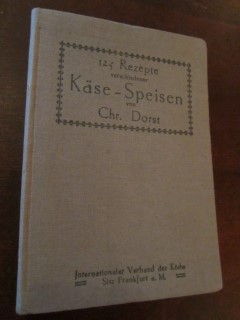 125 Rezepte
verschiedener
Käse-Speisen
von
Chr. Dorst
Internationaler Verband der Köche
Sitz Frankfurt a. M.